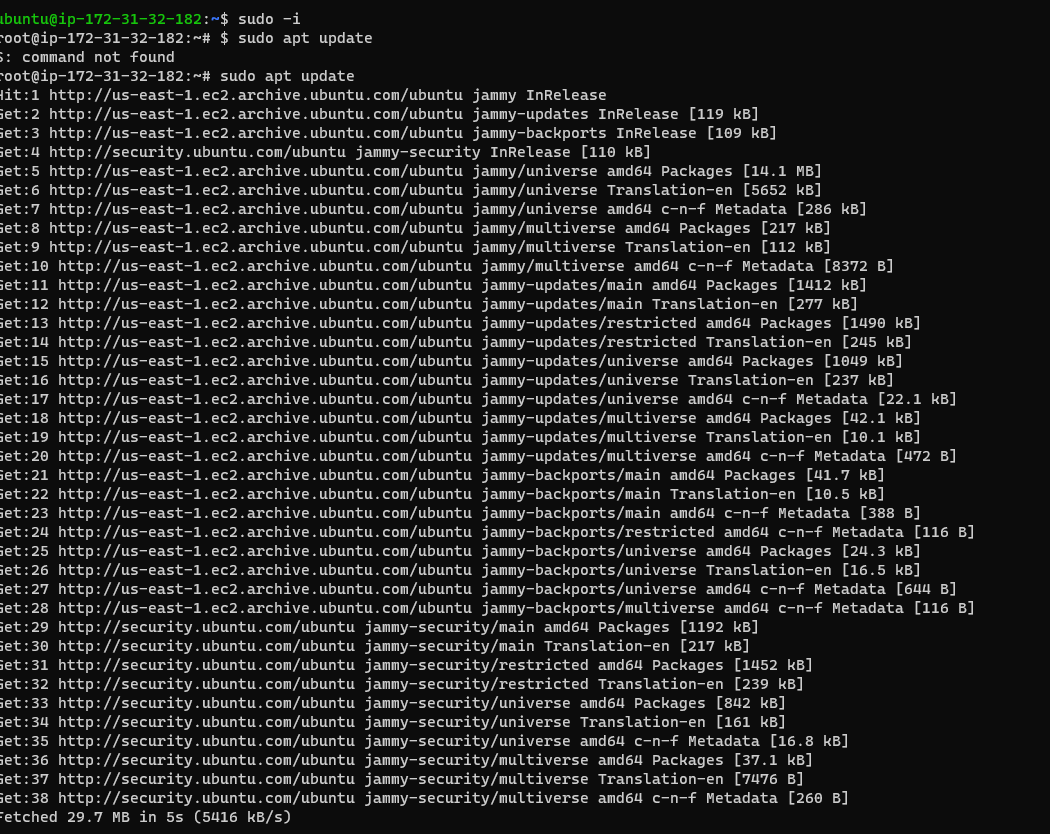 ubuntu@ip-172-31-32-182:~$ sudo -i
root@ip-172-31-32-182:~# $ sudo apt update
$: command not found
root@ip-172-31-32-182:~# sudo apt update
Hit:1 http://us-east-1.ec2.archive.ubuntu.com/ubuntu jammy InRelease
Get:2 http://us-east-1.ec2.archive.ubuntu.com/ubuntu jammy-updates InRelease [119 kB]
Get:3 http://us-east-1.ec2.archive.ubuntu.com/ubuntu jammy-backports InRelease [109 kB]
Get:4 http://security.ubuntu.com/ubuntu jammy-security InRelease [110 kB]
Get:5 http://us-east-1.ec2.archive.ubuntu.com/ubuntu jammy/universe amd64 Packages [14.1 MB]
Get:6 http://us-east-1.ec2.archive.ubuntu.com/ubuntu jammy/universe Translation-en [5652 kB]
Get:7 http://us-east-1.ec2.archive.ubuntu.com/ubuntu jammy/universe amd64 c-n-f Metadata [286 kB]
Get:8 http://us-east-1.ec2.archive.ubuntu.com/ubuntu jammy/multiverse amd64 Packages [217 kB]
Get:9 http://us-east-1.ec2.archive.ubuntu.com/ubuntu jammy/multiverse Translation-en [112 kB]
Get:10 http://us-east-1.ec2.archive.ubuntu.com/ubuntu jammy/multiverse amd64 c-n-f Metadata [8372 B]
Get:11 http://us-east-1.ec2.archive.ubuntu.com/ubuntu jammy-updates/main amd64 Packages [1412 kB]
Get:12 http://us-east-1.ec2.archive.ubuntu.com/ubuntu jammy-updates/main Translation-en [277 kB]
Get:13 http://us-east-1.ec2.archive.ubuntu.com/ubuntu jammy-updates/restricted amd64 Packages [1490 kB]
Get:14 http://us-east-1.ec2.archive.ubuntu.com/ubuntu jammy-updates/restricted Translation-en [245 kB]
Get:15 http://us-east-1.ec2.archive.ubuntu.com/ubuntu jammy-updates/universe amd64 Packages [1049 kB]
Get:16 http://us-east-1.ec2.archive.ubuntu.com/ubuntu jammy-updates/universe Translation-en [237 kB]
Get:17 http://us-east-1.ec2.archive.ubuntu.com/ubuntu jammy-updates/universe amd64 c-n-f Metadata [22.1 kB]
Get:18 http://us-east-1.ec2.archive.ubuntu.com/ubuntu jammy-updates/multiverse amd64 Packages [42.1 kB]
Get:19 http://us-east-1.ec2.archive.ubuntu.com/ubuntu jammy-updates/multiverse Translation-en [10.1 kB]
Get:20 http://us-east-1.ec2.archive.ubuntu.com/ubuntu jammy-updates/multiverse amd64 c-n-f Metadata [472 B]
Get:21 http://us-east-1.ec2.archive.ubuntu.com/ubuntu jammy-backports/main amd64 Packages [41.7 kB]
Get:22 http://us-east-1.ec2.archive.ubuntu.com/ubuntu jammy-backports/main Translation-en [10.5 kB]
Get:23 http://us-east-1.ec2.archive.ubuntu.com/ubuntu jammy-backports/main amd64 c-n-f Metadata [388 B]
Get:24 http://us-east-1.ec2.archive.ubuntu.com/ubuntu jammy-backports/restricted amd64 c-n-f Metadata [116 B]
Get:25 http://us-east-1.ec2.archive.ubuntu.com/ubuntu jammy-backports/universe amd64 Packages [24.3 kB]
Get:26 http://us-east-1.ec2.archive.ubuntu.com/ubuntu jammy-backports/universe Translation-en [16.5 kB]
Get:27 http://us-east-1.ec2.archive.ubuntu.com/ubuntu jammy-backports/universe amd64 c-n-f Metadata [644 B]
Get:28 http://us-east-1.ec2.archive.ubuntu.com/ubuntu jammy-backports/multiverse amd64 c-n-f Metadata [116 B]
Get:29 http://security.ubuntu.com/ubuntu jammy-security/main amd64 Packages [1192 kB]
Get:30 http://security.ubuntu.com/ubuntu jammy-security/main Translation-en [217 kB]
Get:31 http://security.ubuntu.com/ubuntu jammy-security/restricted amd64 Packages [1452 kB]
Get:32 http://security.ubuntu.com/ubuntu jammy-security/restricted Translation-en [239 kB]
Get:33 http://security.ubuntu.com/ubuntu jammy-security/universe amd64 Packages [842 kB]
Get:34 http://security.ubuntu.com/ubuntu jammy-security/universe Translation-en [161 kB]
Get:35 http://security.ubuntu.com/ubuntu jammy-security/universe amd64 c-n-f Metadata [16.8 kB]
Get:36 http://security.ubuntu.com/ubuntu jammy-security/multiverse amd64 Packages [37.1 kB]
Get:37 http://security.ubuntu.com/ubuntu jammy-security/multiverse Translation-en [7476 B]
Get:38 http://security.ubuntu.com/ubuntu jammy-security/multiverse amd64 c-n-f Metadata [260 B]
Fetched 29.7 MB in 5s (5416 kB/s)